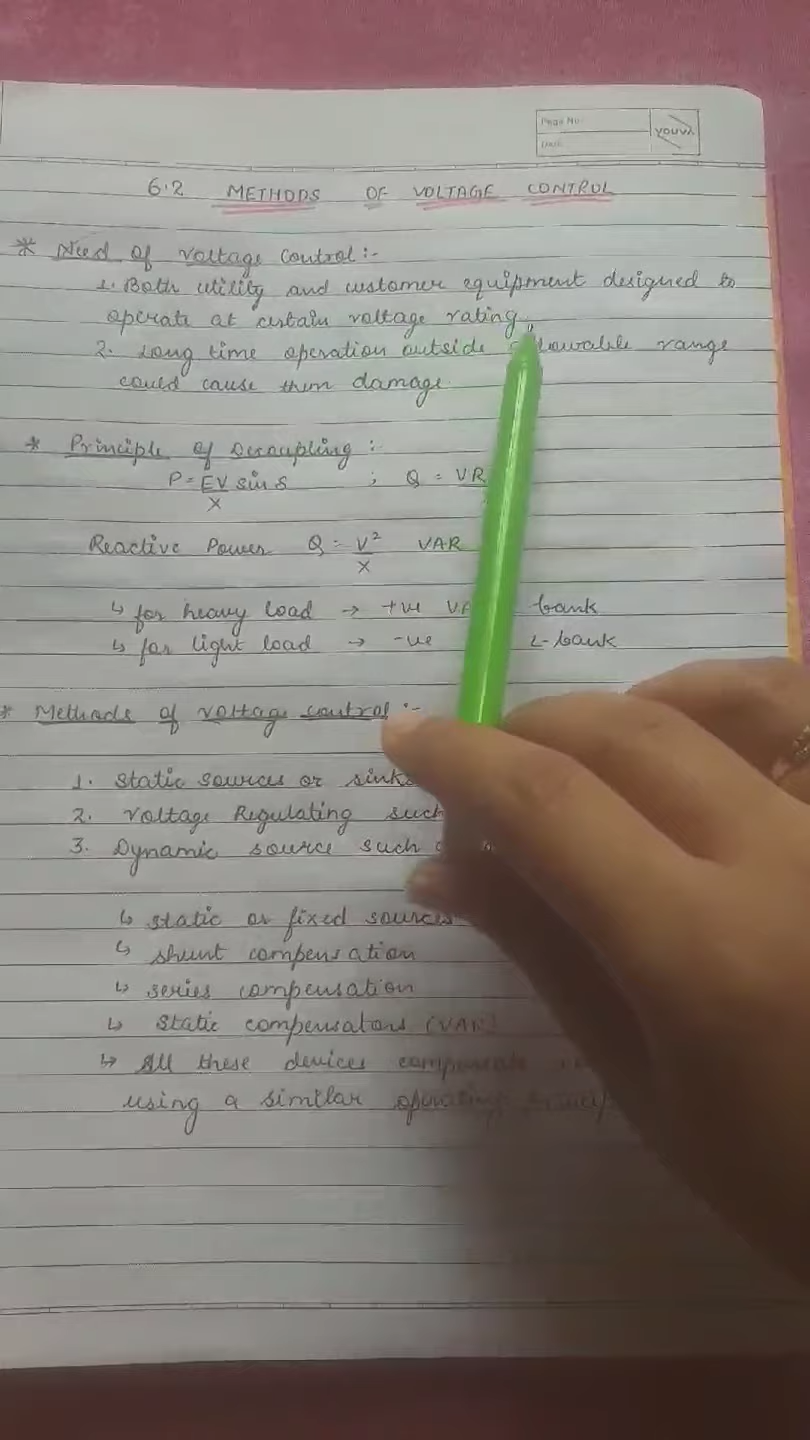 Page No.
Date
YOUVA
6.2 METHODS OF VOLTAGE CONTROL
* Need of voltage control :-
1. Both utility and customer equipment designed to
operate at certain voltage rating.
2. Long time operation outside allowable range
could cause them damage.
* Principle of Decoupling :-
P = EV/X sin δ ; Q = VR
Reactive Power Q = V²/X VAR
↳ for heavy load → +ve bank
↳ for light load → -ve L-bank
* Methods of voltage control :-
1. Static sources or sinks
2. Voltage Regulating such
3. Dynamic source such
↳ static or fixed sources
↳ shunt compensation
↳ series compensation
↳ static compensators (VAR)
↳ All these devices compensate
using a similar operating